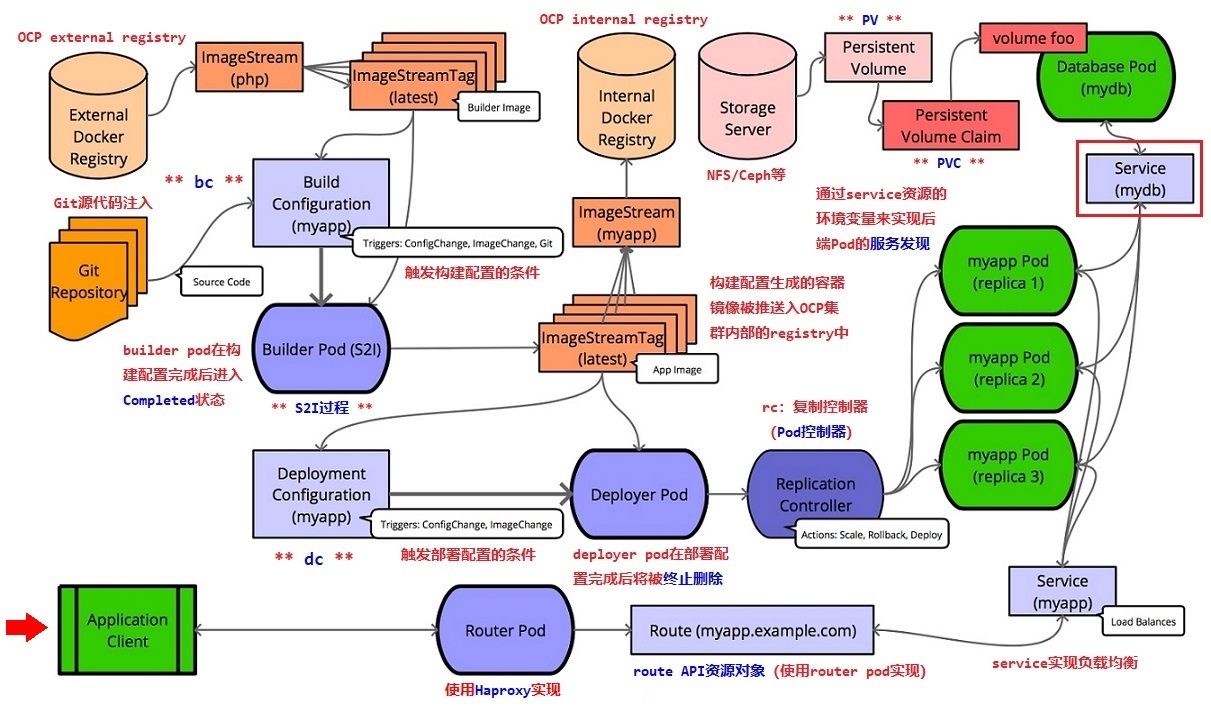 OCP external registry
External
Docker
Registry
ImageStream
(php)
ImageStreamTag
(latest)
Builder Image
** bc **
Git源代码注入
Git
Repository
Source Code
Build
Configuration
(myapp)
Triggers: ConfigChange, ImageChange, Git
触发构建配置的条件
Builder Pod (S2I)
builder pod在构
建配置完成后进入
Completed状态
** S2I过程 **
OCP internal registry
Internal
Docker
Registry
ImageStream
(myapp)
ImageStreamTag
(latest)
App Image
构建配置生成的容器
镜像被推送入OCP集
群内部的registry中
Storage
Server
NFS/Ceph等
** PV **
Persistent
Volume
Persistent
Volume Claim
** PVC **
volume foo
Database Pod
(mydb)
Service
(mydb)
通过service资源的
环境变量来实现后
端Pod的服务发现
myapp Pod
(replica 1)
myapp Pod
(replica 2)
myapp Pod
(replica 3)
Deployment
Configuration
(myapp)
Triggers: ConfigChange, ImageChange
** dc **
触发部署配置的条件
Deployer Pod
deployer pod在部署配
置完成后将被终止删除
rc: 复制控制器
(Pod控制器)
Replication
Controller
Actions: Scale, Rollback, Deploy
Application
Client
Router Pod
使用Haproxy实现
Route (myapp.example.com)
route API资源对象 (使用router pod实现)
Service
(myapp)
Load Balances
service实现负载均衡